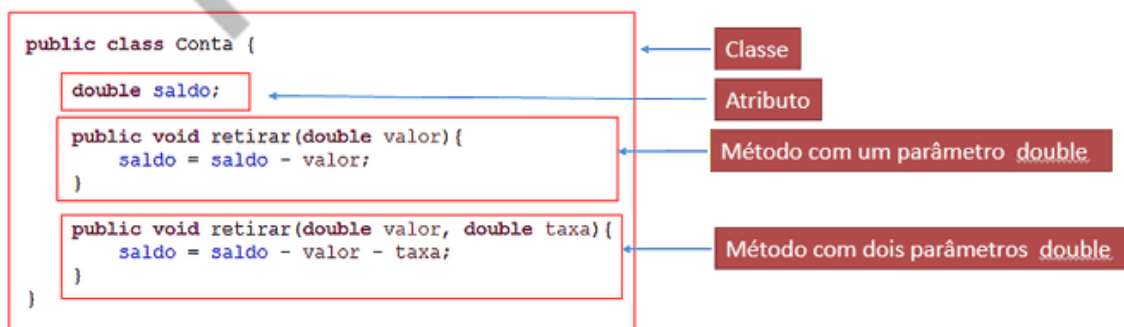 public class Conta {
Classe
double saldo;
Atributo
public void retirar(double valor){
saldo = saldo - valor;
}
Método com um parâmetro double
public void retirar(double valor, double taxa){
saldo = saldo - valor - taxa;
}
Método com dois parâmetros double
}